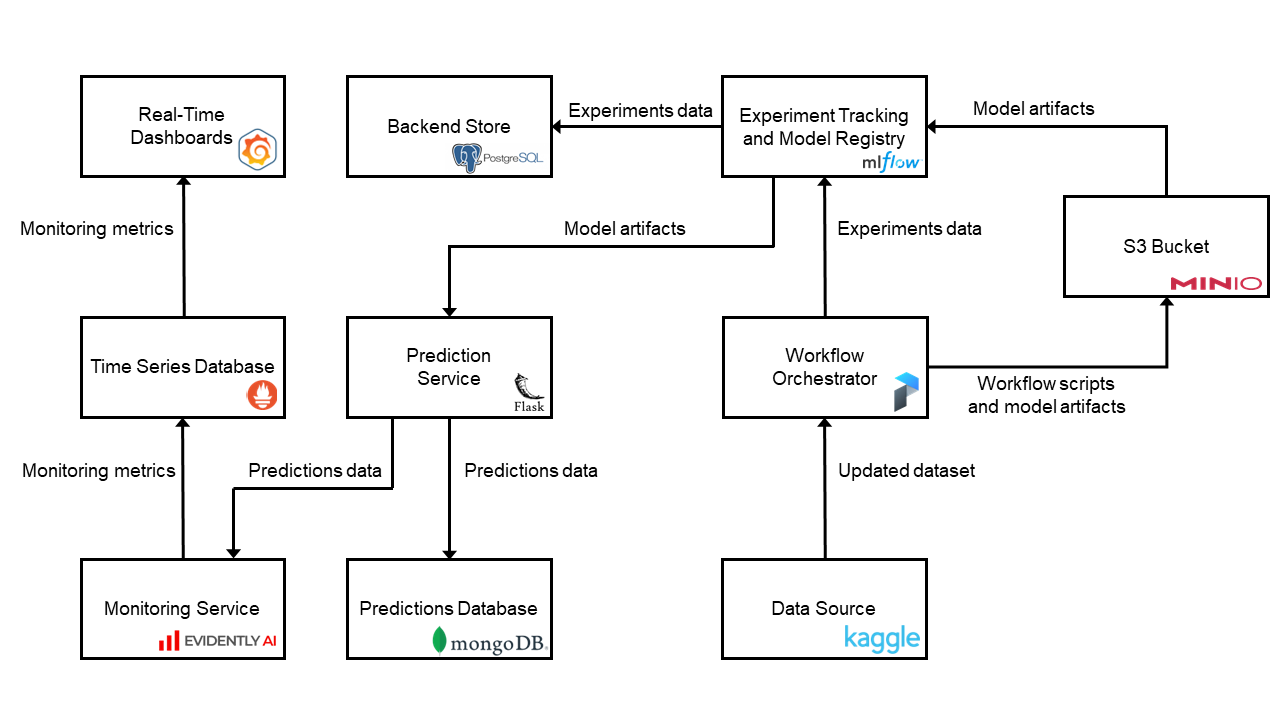 Real-Time
Dashboards
Backend Store
PostgreSQL
Experiments data
Experiment Tracking
and Model Registry
mlflow
Model artifacts
Monitoring metrics
Model artifacts
Experiments data
S3 Bucket
MINIO
Time Series Database
Prediction
Service
Flask
Workflow
Orchestrator
Workflow scripts
and model artifacts
Monitoring metrics
Predictions data
Predictions data
Updated dataset
Monitoring Service
EVIDENTLY AI
Predictions Database
mongoDB
Data Source
kaggle